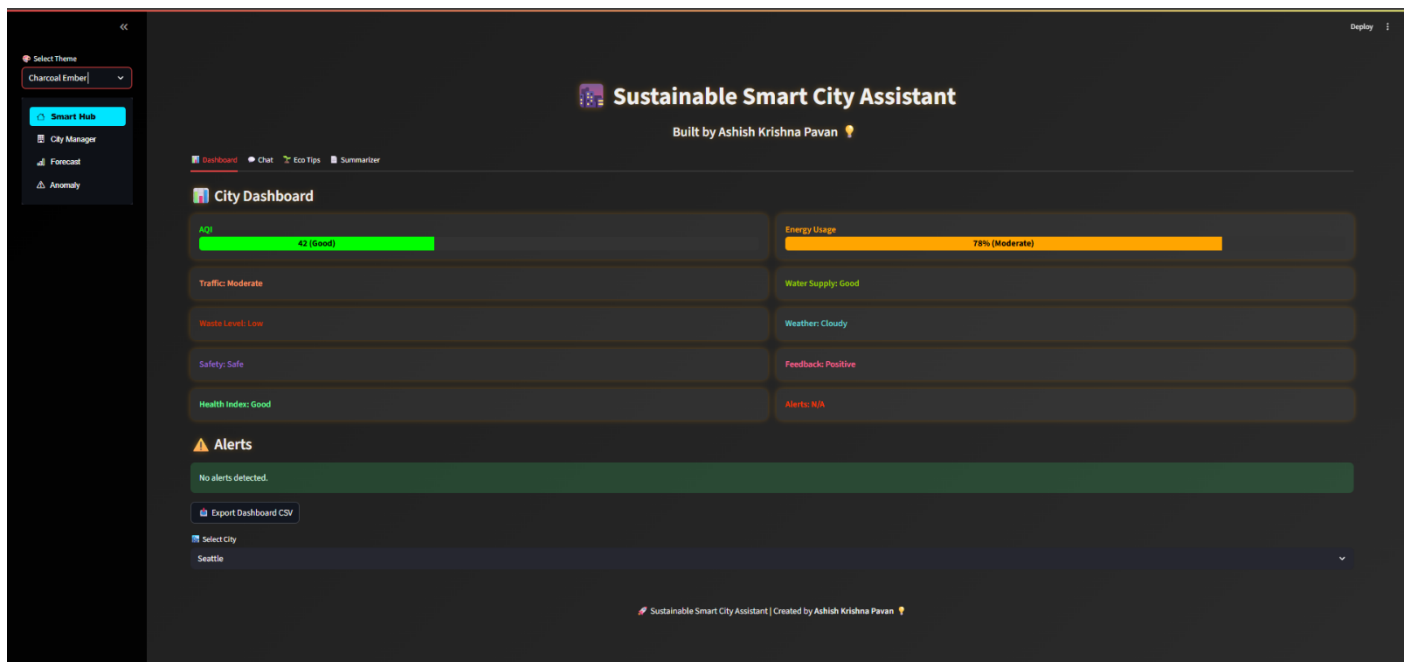 Deploy
Select Theme
Charcoal Ember
Smart Hub
City Manager
Forecast
Anomaly
Sustainable Smart City Assistant
Built by Ashish Krishna Pavan
Dashboard Chat Eco Tips Summarizer
City Dashboard
AQI
42 (Good)
Energy Usage
78% (Moderate)
Traffic: Moderate
Water Supply: Good
Waste Level: Low
Weather: Cloudy
Safety: Safe
Feedback: Positive
Health Index: Good
Alerts: N/A
Alerts
No alerts detected.
Export Dashboard CSV
Select City
Seattle
Sustainable Smart City Assistant | Created by Ashish Krishna Pavan